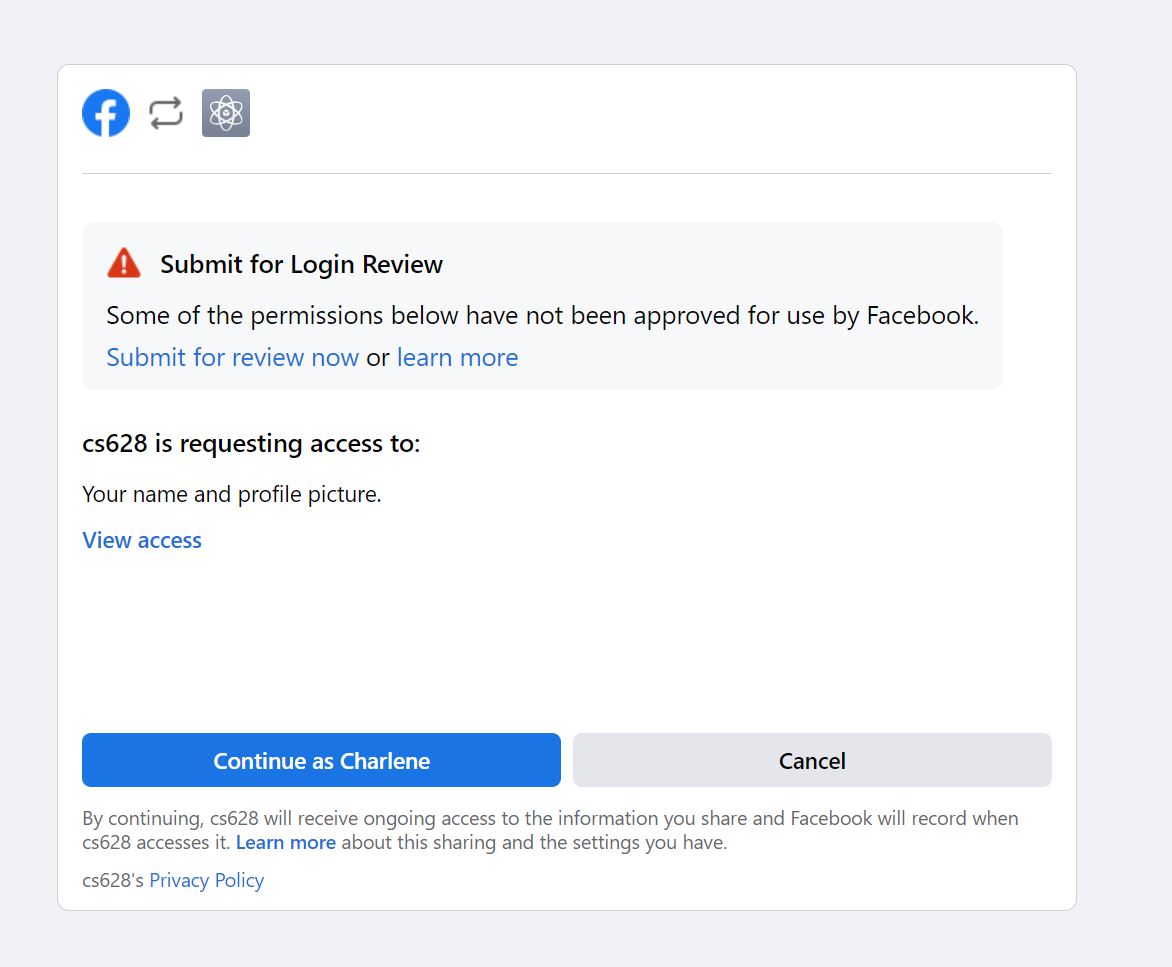 Submit for Login Review
Some of the permissions below have not been approved for use by Facebook.
Submit for review now or learn more
cs628 is requesting access to:
Your name and profile picture.
View access
Continue as Charlene
Cancel
By continuing, cs628 will receive ongoing access to the information you share and Facebook will record when
cs628 accesses it. Learn more about this sharing and the settings you have.
cs628's Privacy Policy